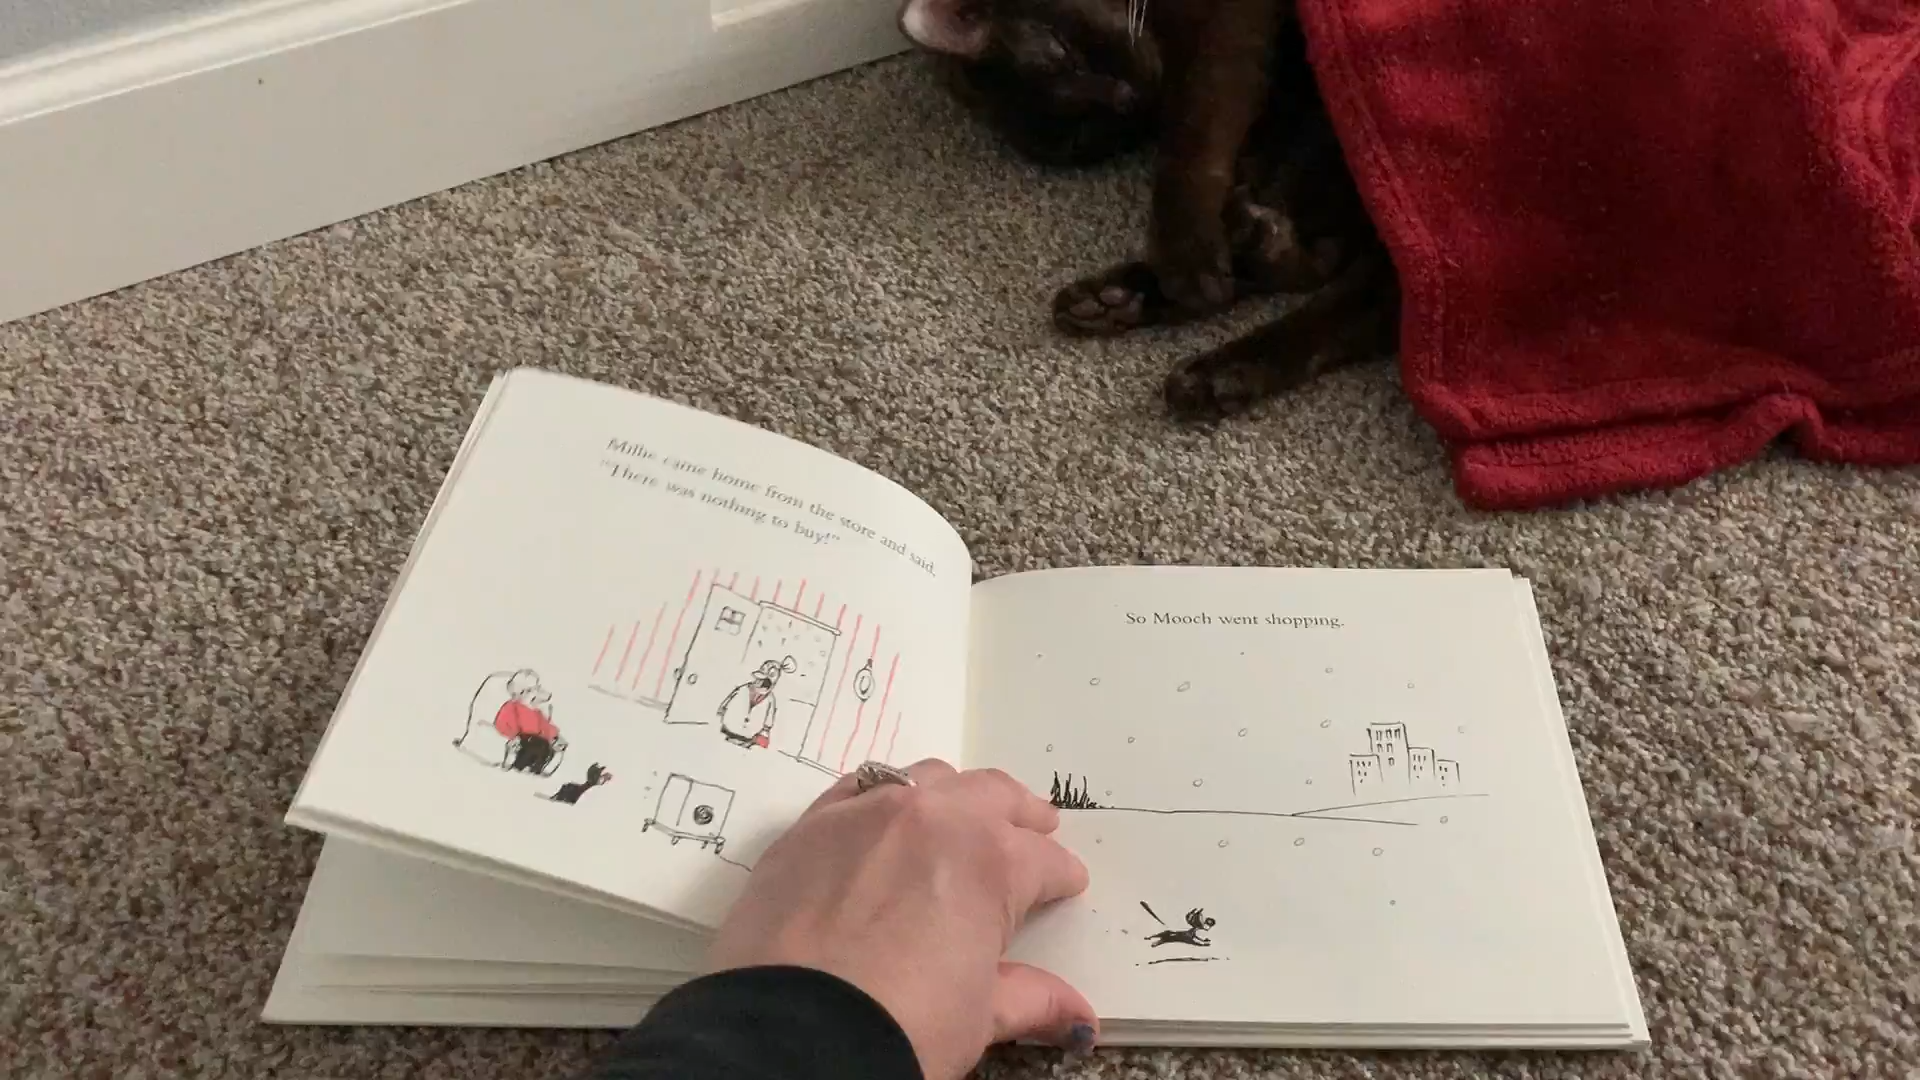 Millie came home from the store and said,
"There was nothing to buy!"
So Mooch went shopping.